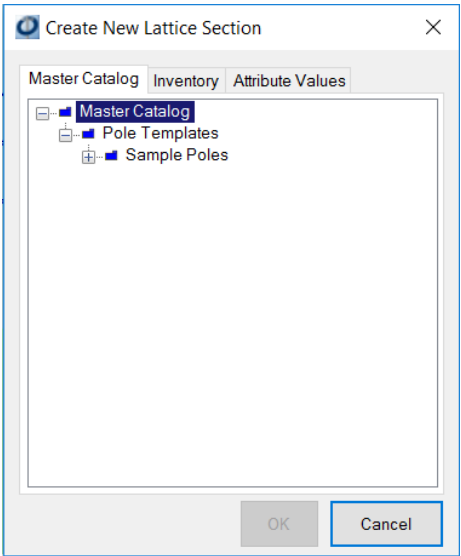 Create New Lattice Section
Master Catalog Inventory Attribute Values
Master Catalog
Pole Templates
Sample Poles
OK Cancel